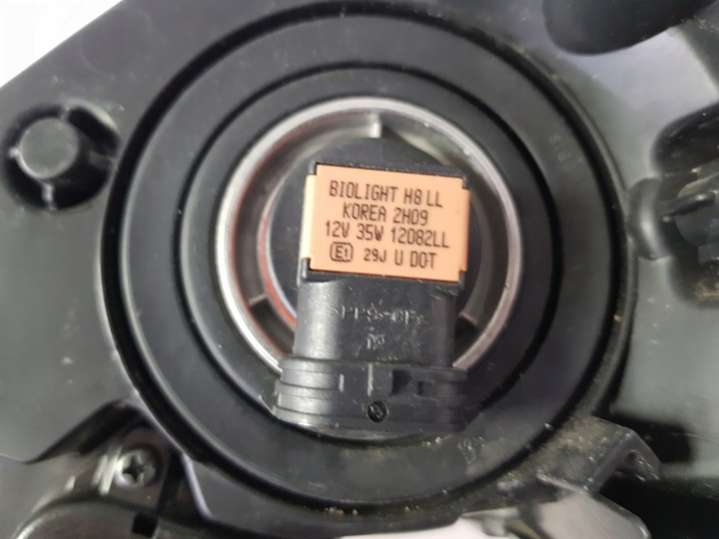 BIOLIGHT H8 LL
KOREA 2H09
12V 35W 12082LL
E1 29J U DOT